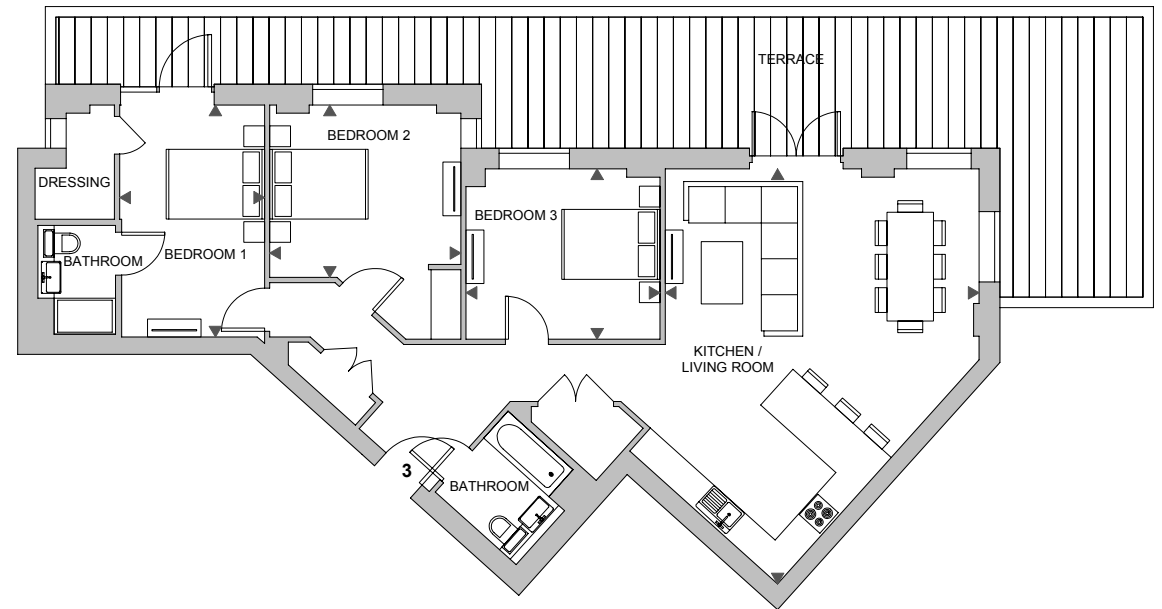 TERRACE
BEDROOM 2
DRESSING
BEDROOM 3
BATHROOM
BEDROOM 1
KITCHEN /
LIVING ROOM
3
BATHROOM